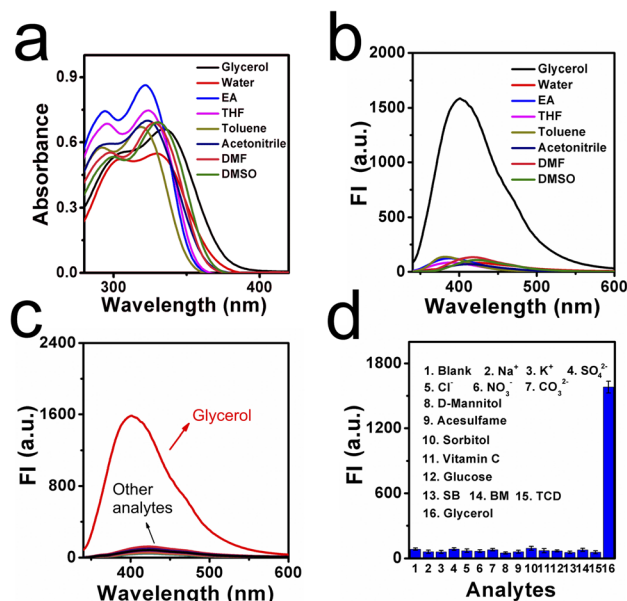 a
Absorbance
0.9
0.6
0.3
0.0
300
400
Wavelength (nm)
Glycerol
Water
EA
THF
Toluene
Acetonitrile
DMF
DMSO
b
FI (a.u.)
2000
1500
1000
500
0
400
500
600
Wavelength (nm)
Glycerol
Water
EA
THF
Toluene
Acetonitrile
DMF
DMSO
c
FI (a.u.)
2400
1600
800
0
400
500
600
Wavelength (nm)
Glycerol
Other
analytes
d
FI (a.u.)
1800
1200
600
0
1. Blank 2. Na⁺ 3. K⁺ 4. SO₄²⁻
5. Cl⁻ 6. NO₃⁻ 7. CO₃²⁻
8. D-Mannitol
9. Acesulfame
10. Sorbitol
11. Vitamin C
12. Glucose
13. SB 14. BM 15. TCD
16. Glycerol
1 2 3 4 5 6 7 8 9 10 11 12 13 14 15 16
Analytes